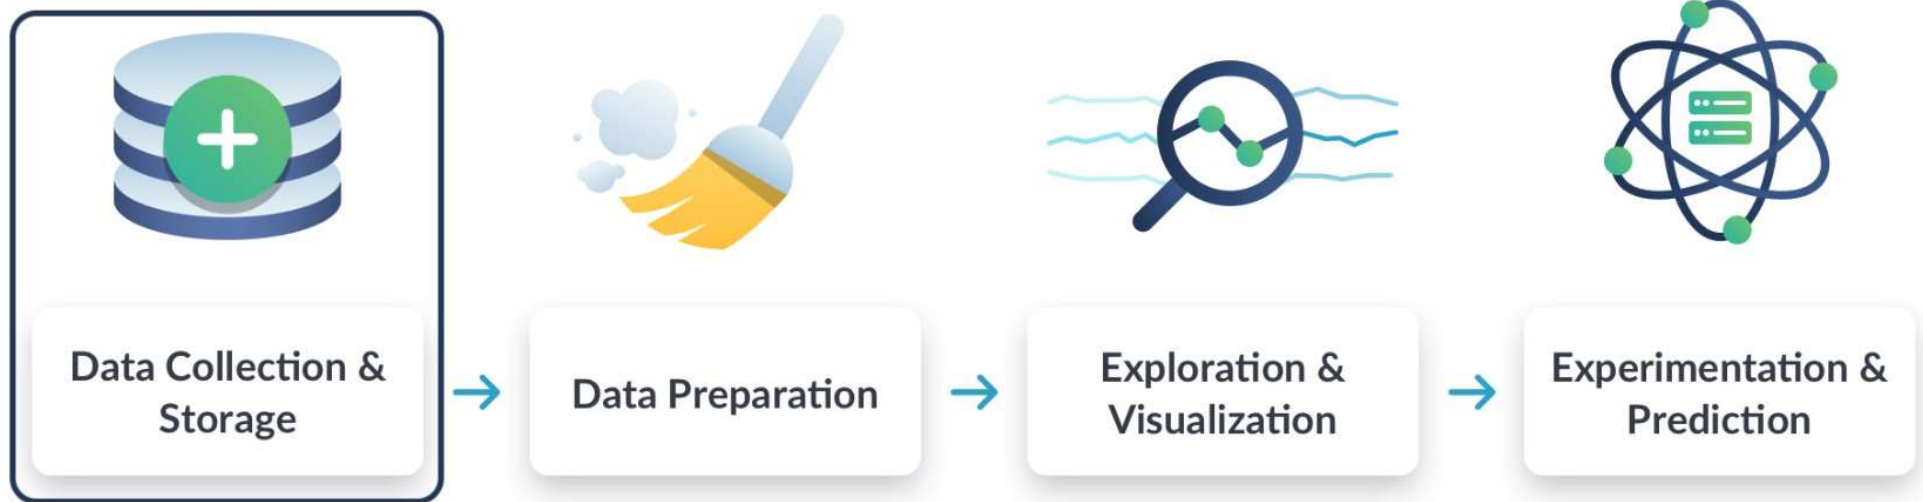 Data Collection &
Storage
Data Preparation
Exploration &
Visualization
Experimentation &
Prediction